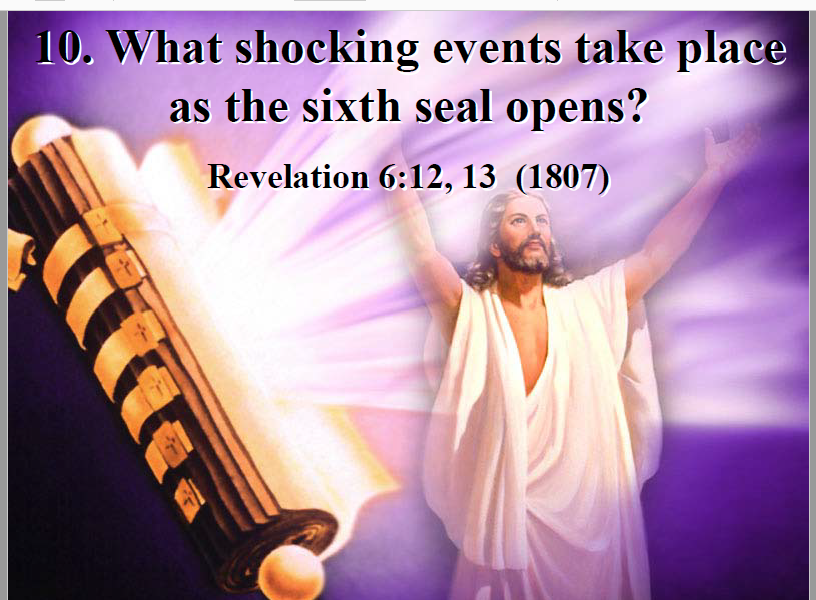 10. What shocking events take place
as the sixth seal opens?
Revelation 6:12, 13 (1807)